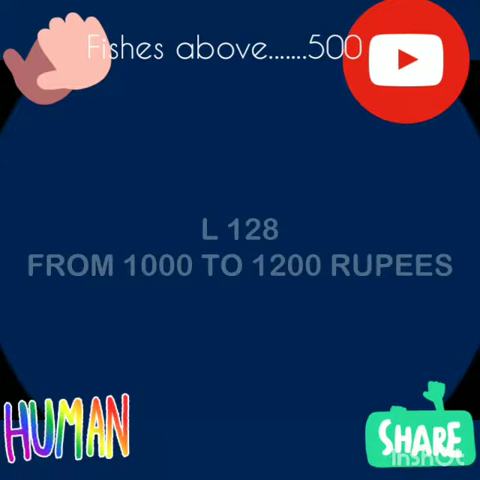 Fishes above.......500
L 128
FROM 1000 TO 1200 RUPEES
HUMAN
SHARE
inshot